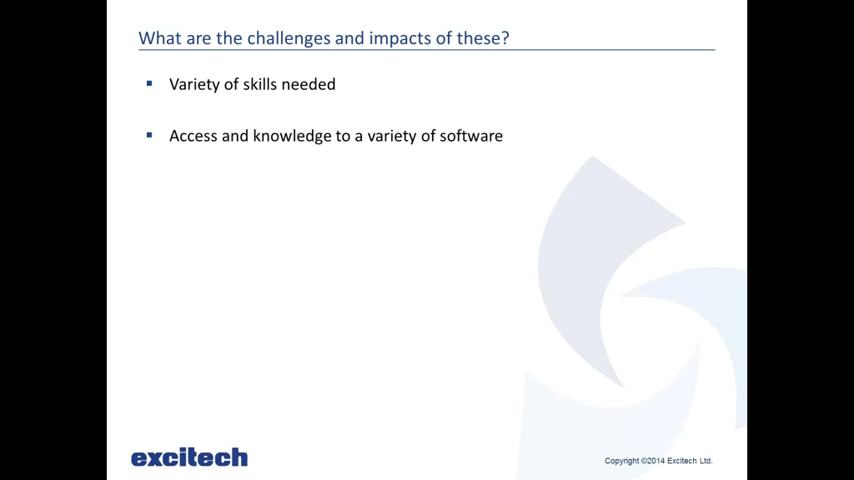 What are the challenges and impacts of these?
Variety of skills needed
Access and knowledge to a variety of software
excitech
Copyright ©2014 Excitech Ltd.